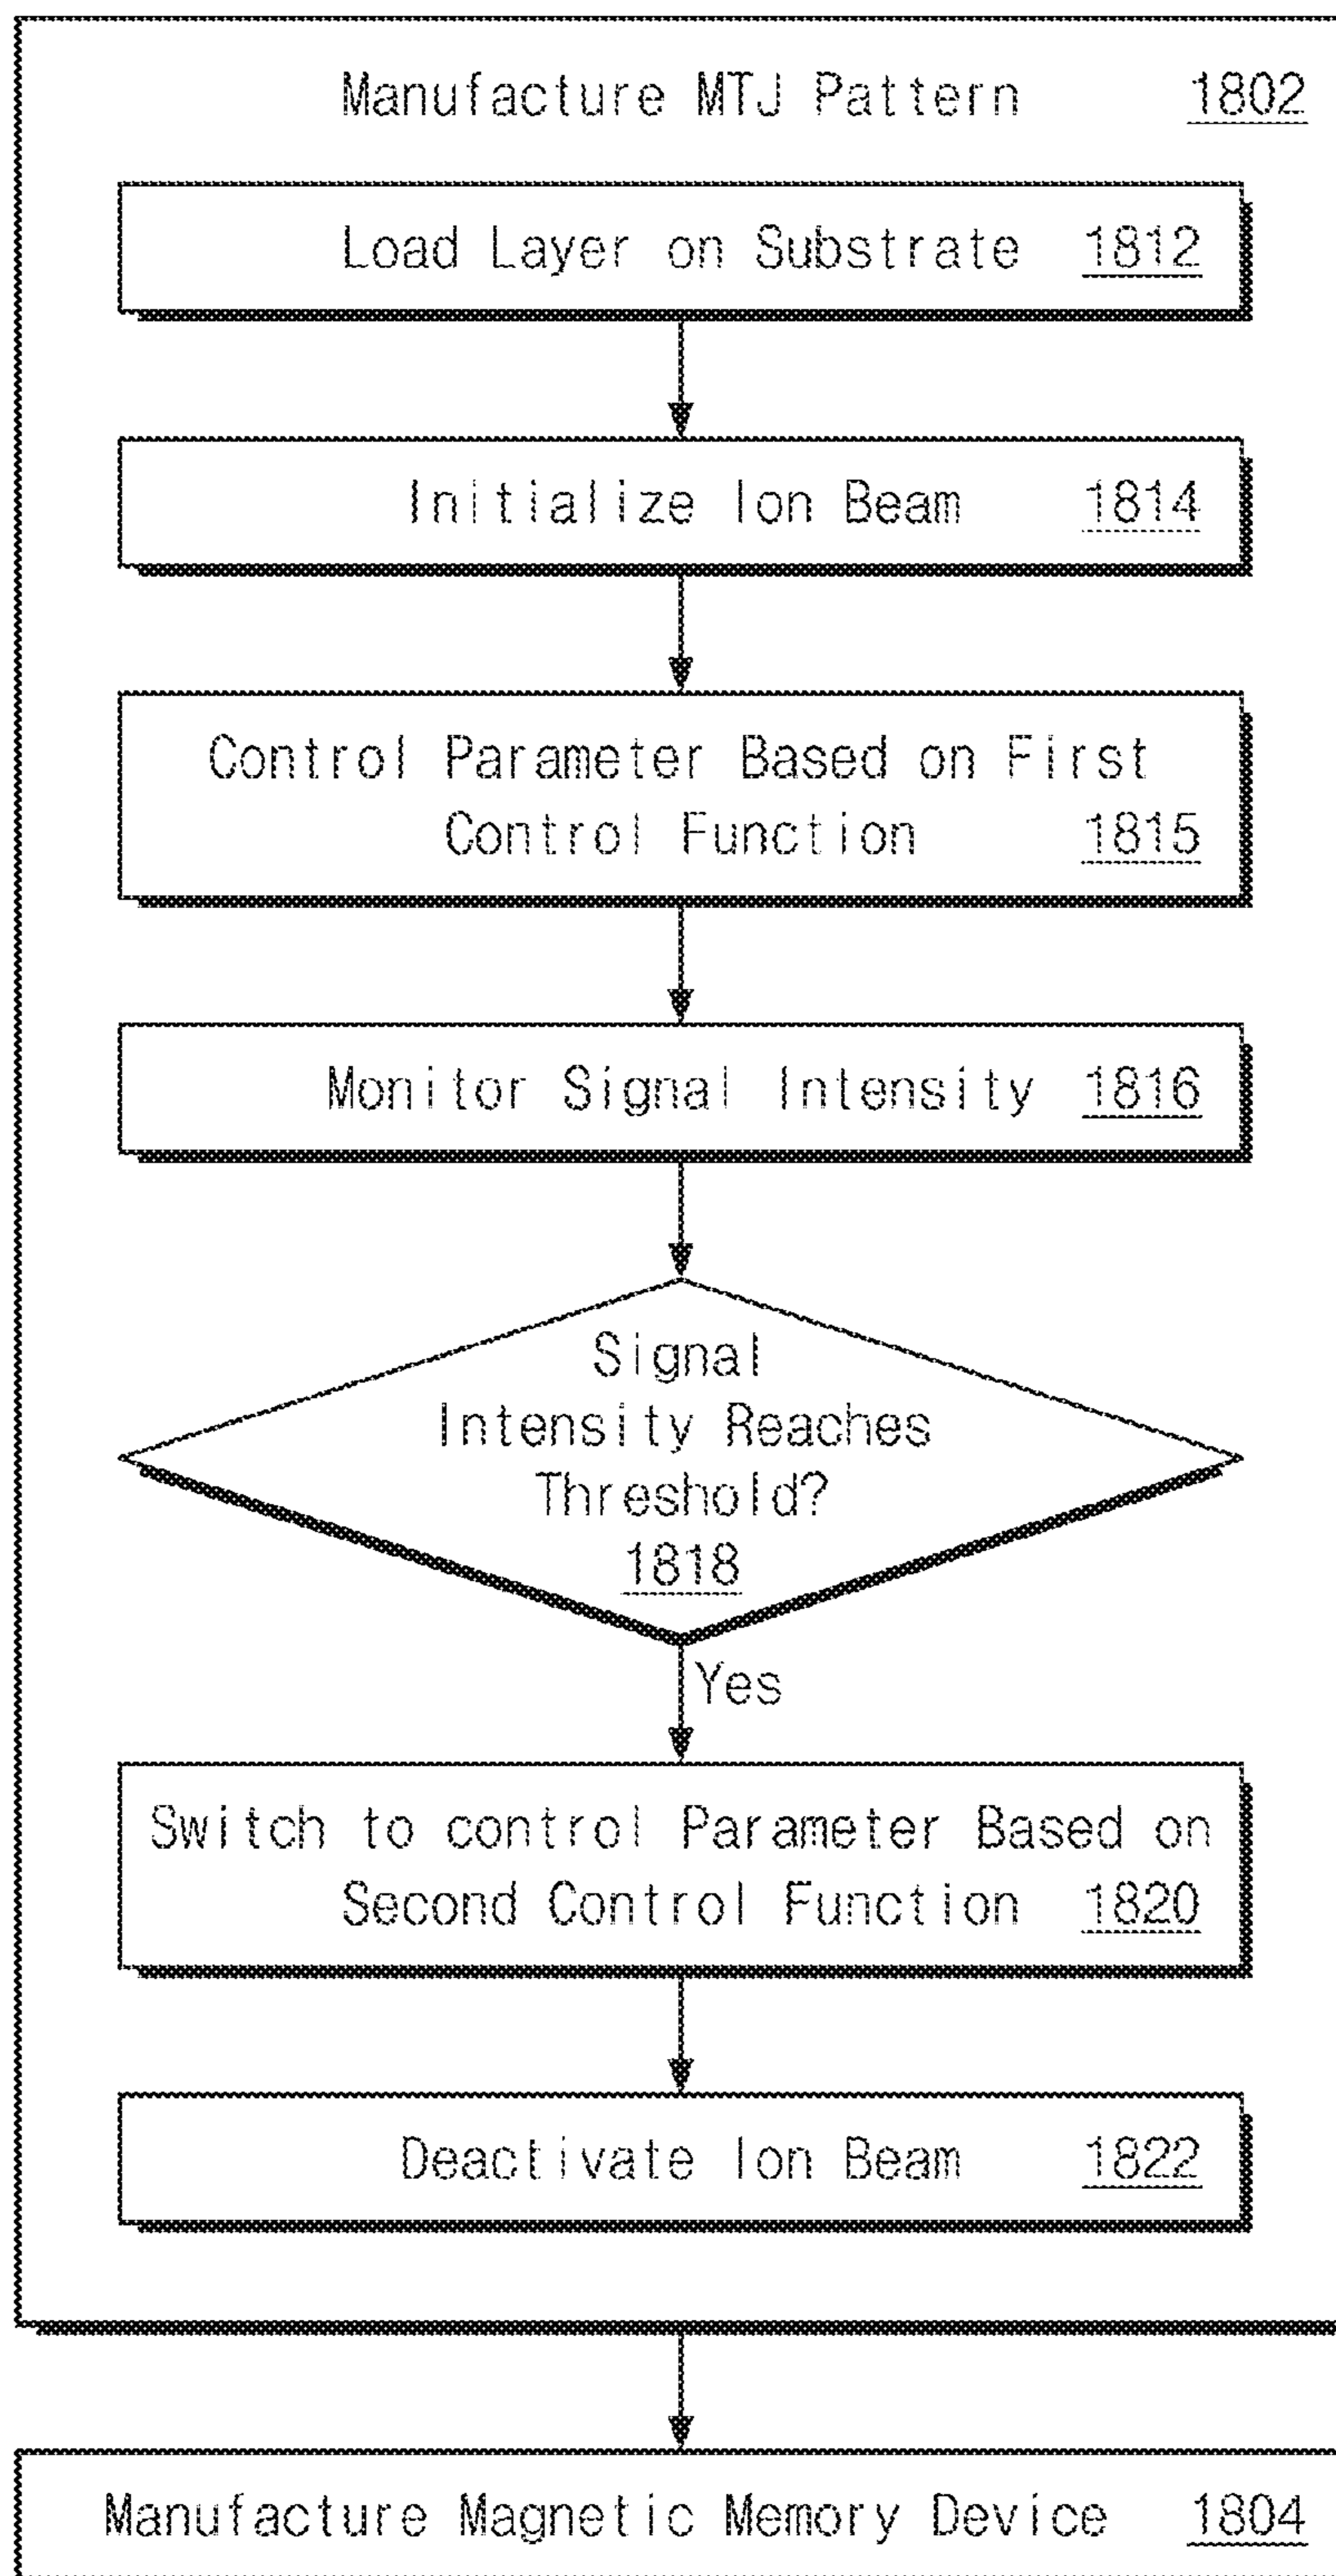 Manufacture MTJ Pattern 1802
Load Layer on Substrate 1812
Initialize Ion Beam 1814
Control Parameter Based on First
Control Function 1815
Monitor Signal Intensity 1816
Signal
Intensity Reaches
Threshold?
1818
Yes
Switch to control Parameter Based on
Second Control Function 1820
Deactivate Ion Beam 1822
Manufacture Magnetic Memory Device 1804